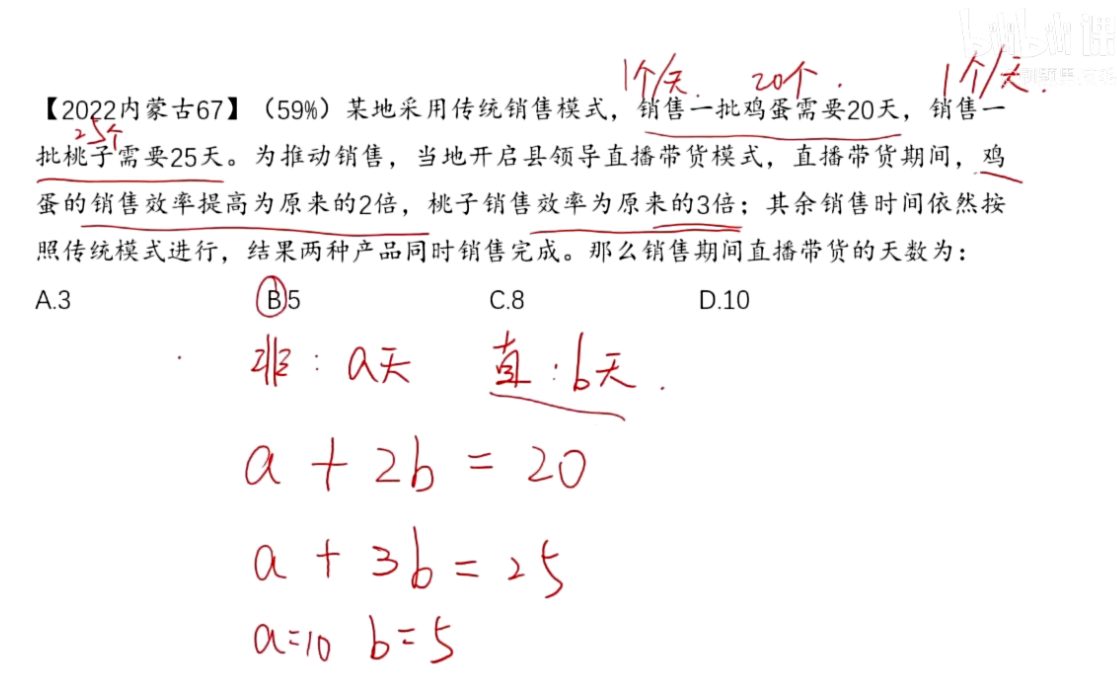 bilibili课
1个/天. 20个. 1个/天.
【2022内蒙古67】（59%）某地采用传统销售模式，销售一批鸡蛋需要20天，销售一
25个
批桃子需要25天。为推动销售，当地开启县领导直播带货模式，直播带货期间，鸡
蛋的销售效率提高为原来的2倍，桃子销售效率为原来的3倍；其余销售时间依然按
照传统模式进行，结果两种产品同时销售完成。那么销售期间直播带货的天数为：
A.3 B.5 C.8 D.10
非：a天 直：b天.
a + 2b = 20
a + 3b = 25
a=10 b=5